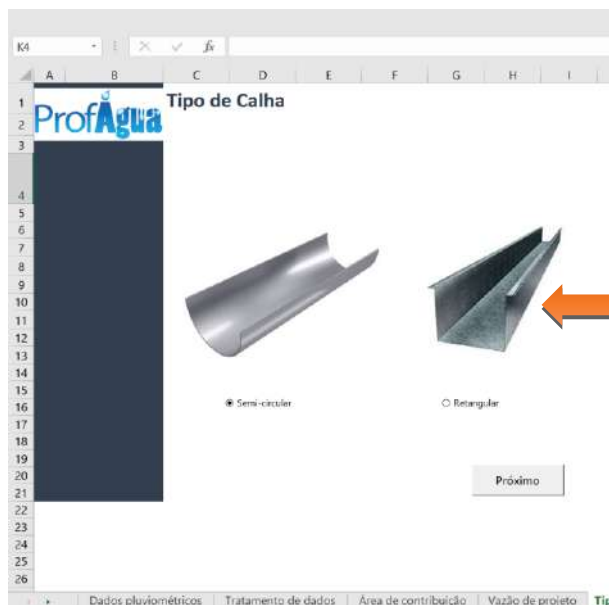 K4
fx
A B C D E F G H I
1 Tipo de Calha
2 ProfÁgua
3
4
5
6
7
8
9
10
11
12
13
14
15
16 Semi-circular Retangular
17
18
19
20 Próximo
21
22
23
24
25
26
Dados pluviométricos Tratamento de dados Área de contribuição Vazão de projeto Tip